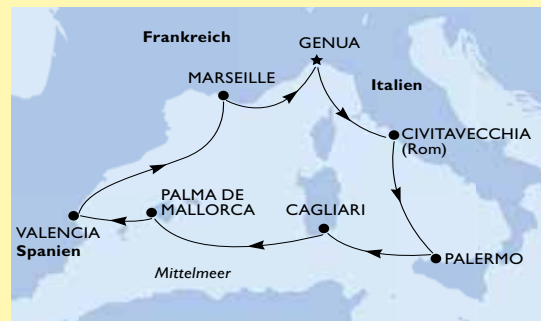 Frankreich
GENUA
MARSEILLE
Italien
CIVITAVECCHIA
(Rom)
PALMA DE
MALLORCA
CAGLIARI
VALENCIA
Spanien
PALERMO
Mittelmeer